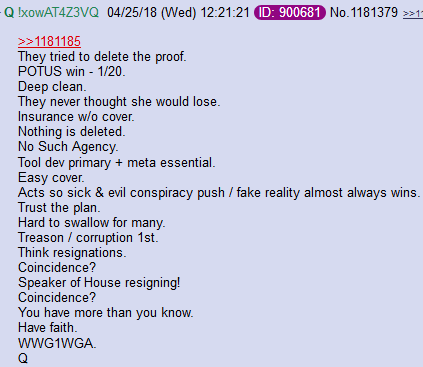 Q !xowAT4Z3VQ 04/25/18 (Wed) 12:21:21 ID: 900681 No.1181379
>>1181185
They tried to delete the proof.
POTUS win - 1/20.
Deep clean.
They never thought she would lose.
Insurance w/o cover.
Nothing is deleted.
No Such Agency.
Tool dev primary + meta essential.
Easy cover.
Acts so sick & evil conspiracy push / fake reality almost always wins.
Trust the plan.
Hard to swallow for many.
Treason / corruption 1st.
Think resignations.
Coincidence?
Speaker of House resigning!
Coincidence?
You have more than you know.
Have faith.
WWG1WGA.
Q